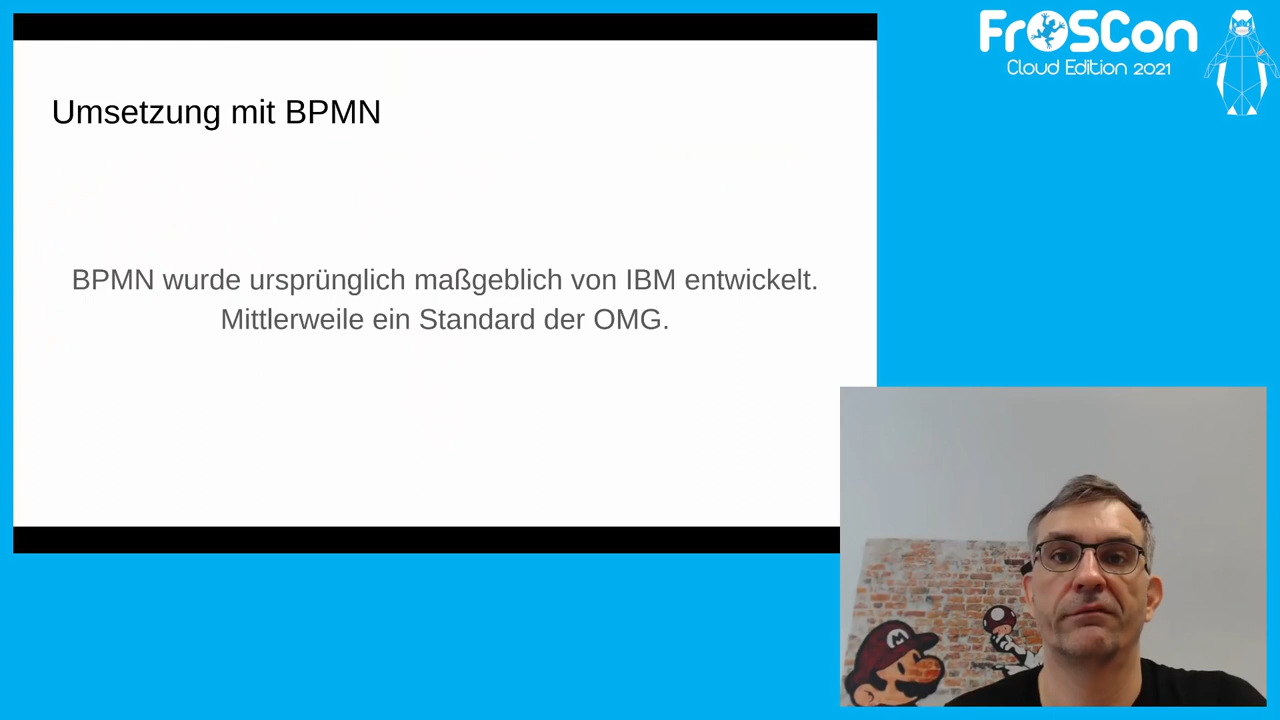 FrOSCon
Cloud Edition 2021
Umsetzung mit BPMN
BPMN wurde ursprünglich maßgeblich von IBM entwickelt.
Mittlerweile ein Standard der OMG.
M